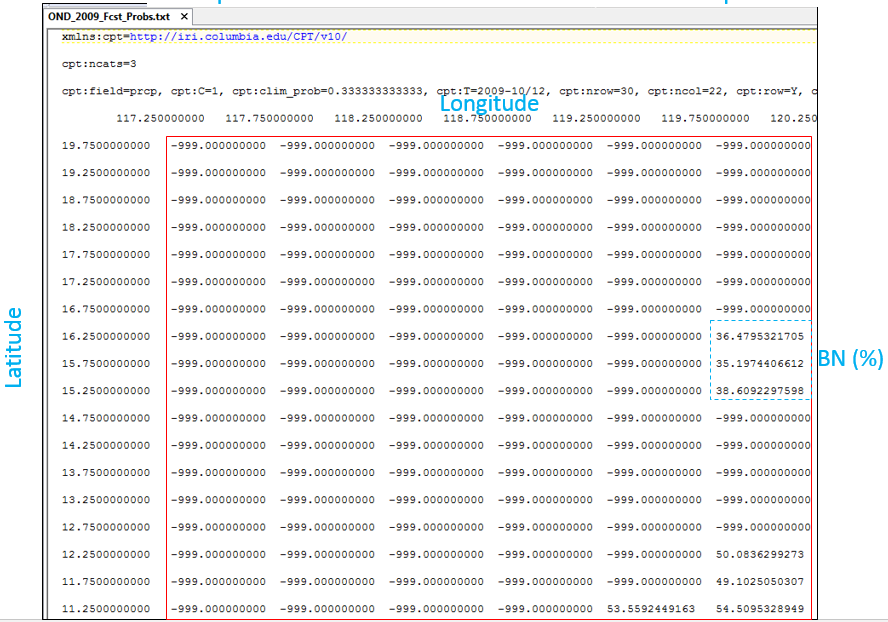 OND_2009_Fcst_Probs.txt ×
xmlns:cpt=http://iri.columbia.edu/CPT/v10/
cpt:ncats=3
cpt:field=prcp, cpt:C=1, cpt:clim_prob=0.333333333333, cpt:T=2009-10/12, cpt:nrow=30, cpt:ncol=22, cpt:row=Y, c
Longitude
117.250000000 117.750000000 118.250000000 118.750000000 119.250000000 119.750000000 120.250
19.7500000000 -999.000000000 -999.000000000 -999.000000000 -999.000000000 -999.000000000 -999.000000000
19.2500000000 -999.000000000 -999.000000000 -999.000000000 -999.000000000 -999.000000000 -999.000000000
18.7500000000 -999.000000000 -999.000000000 -999.000000000 -999.000000000 -999.000000000 -999.000000000
18.2500000000 -999.000000000 -999.000000000 -999.000000000 -999.000000000 -999.000000000 -999.000000000
17.7500000000 -999.000000000 -999.000000000 -999.000000000 -999.000000000 -999.000000000 -999.000000000
17.2500000000 -999.000000000 -999.000000000 -999.000000000 -999.000000000 -999.000000000 -999.000000000
16.7500000000 -999.000000000 -999.000000000 -999.000000000 -999.000000000 -999.000000000 -999.000000000
16.2500000000 -999.000000000 -999.000000000 -999.000000000 -999.000000000 -999.000000000 36.4795321705
Latitude
15.7500000000 -999.000000000 -999.000000000 -999.000000000 -999.000000000 -999.000000000 35.1974406612
BN (%)
15.2500000000 -999.000000000 -999.000000000 -999.000000000 -999.000000000 -999.000000000 38.6092297598
14.7500000000 -999.000000000 -999.000000000 -999.000000000 -999.000000000 -999.000000000 -999.000000000
14.2500000000 -999.000000000 -999.000000000 -999.000000000 -999.000000000 -999.000000000 -999.000000000
13.7500000000 -999.000000000 -999.000000000 -999.000000000 -999.000000000 -999.000000000 -999.000000000
13.2500000000 -999.000000000 -999.000000000 -999.000000000 -999.000000000 -999.000000000 -999.000000000
12.7500000000 -999.000000000 -999.000000000 -999.000000000 -999.000000000 -999.000000000 -999.000000000
12.2500000000 -999.000000000 -999.000000000 -999.000000000 -999.000000000 -999.000000000 50.0836299273
11.7500000000 -999.000000000 -999.000000000 -999.000000000 -999.000000000 -999.000000000 49.1025050307
11.2500000000 -999.000000000 -999.000000000 -999.000000000 -999.000000000 53.5592449163 54.5095328949